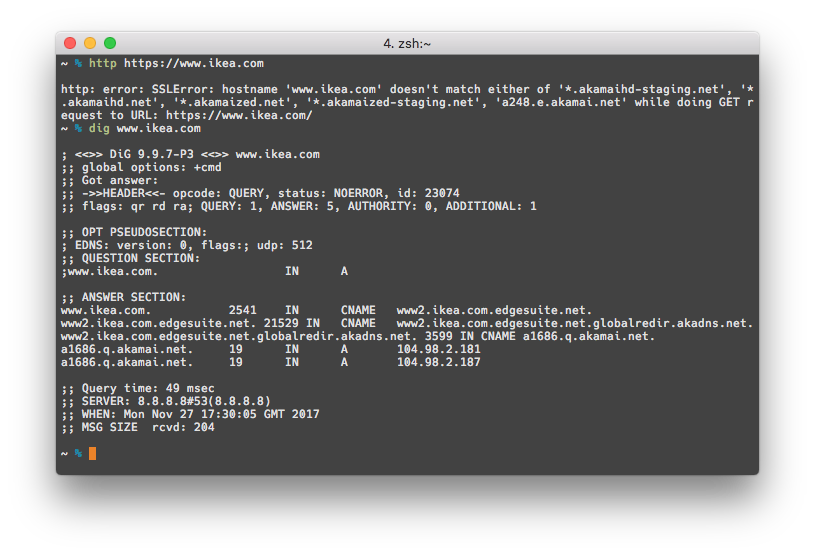 4. zsh:~
~ % http https://www.ikea.com
http: error: SSLError: hostname 'www.ikea.com' doesn't match either of '*.akamaihd-staging.net', '*
.akamaihd.net', '*.akamaized.net', '*.akamaized-staging.net', 'a248.e.akamai.net' while doing GET r
equest to URL: https://www.ikea.com/
~ % dig www.ikea.com
; <<>> DiG 9.9.7-P3 <<>> www.ikea.com
;; global options: +cmd
;; Got answer:
;; ->>HEADER<<- opcode: QUERY, status: NOERROR, id: 23074
;; flags: qr rd ra; QUERY: 1, ANSWER: 5, AUTHORITY: 0, ADDITIONAL: 1
;; OPT PSEUDOSECTION:
; EDNS: version: 0, flags:; udp: 512
;; QUESTION SECTION:
;www.ikea.com. IN A
;; ANSWER SECTION:
www.ikea.com. 2541 IN CNAME www2.ikea.com.edgesuite.net.
www2.ikea.com.edgesuite.net. 21529 IN CNAME www2.ikea.com.edgesuite.net.globalredir.akadns.net.
www2.ikea.com.edgesuite.net.globalredir.akadns.net. 3599 IN CNAME a1686.q.akamai.net.
a1686.q.akamai.net. 19 IN A 104.98.2.181
a1686.q.akamai.net. 19 IN A 104.98.2.187
;; Query time: 49 msec
;; SERVER: 8.8.8.8#53(8.8.8.8)
;; WHEN: Mon Nov 27 17:30:05 GMT 2017
;; MSG SIZE rcvd: 204
~ %